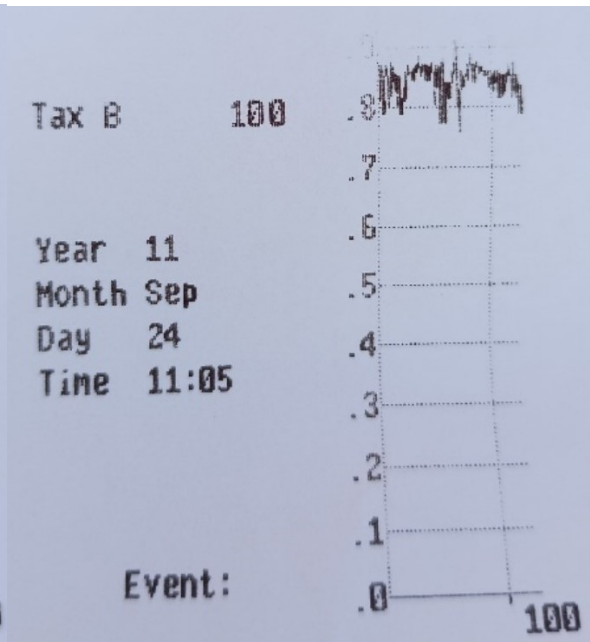 Tax B 100
Year 11
Month Sep
Day 24
Time 11:05
Event:
.9
.8
.7
.6
.5
.4
.3
.2
.1
.0
100